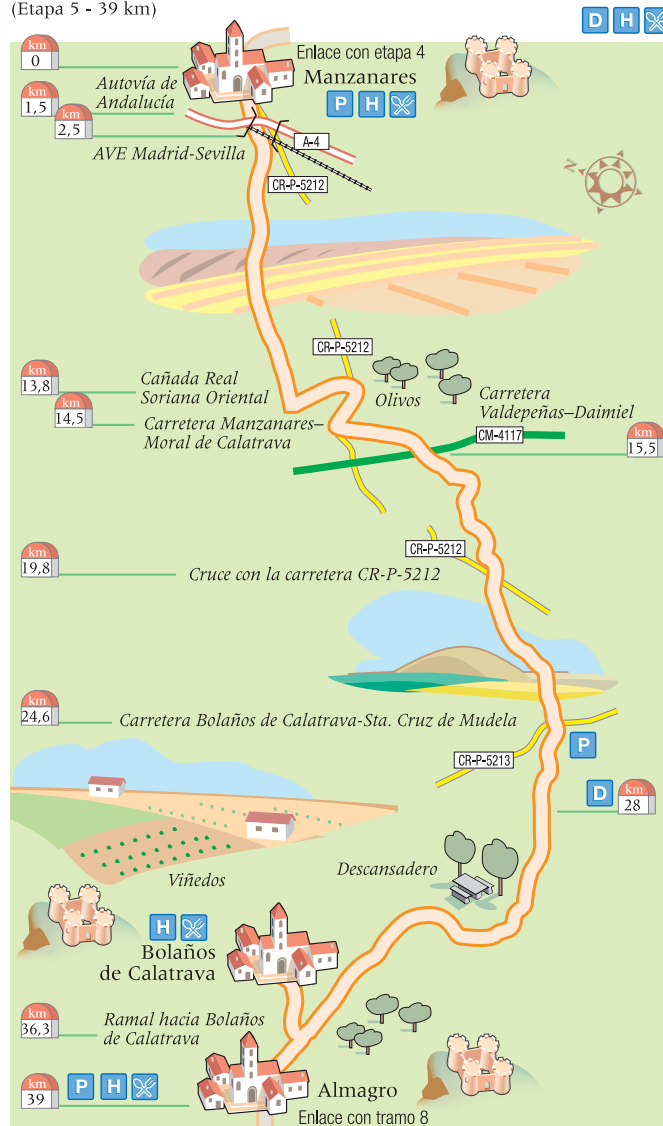 (Etapa 5 - 39 km)
D H
km
0
Enlace con etapa 4
Manzanares
P H
km
1,5
Autovía de
Andalucía
km
2,5
AVE Madrid-Sevilla
A-4
CR-P-5212
N
CR-P-5212
km
13,8
Cañada Real
Soriana Oriental
Olivos
km
14,5
Carretera Manzanares–
Moral de Calatrava
Carretera
Valdepeñas–Daimiel
CM-4117
km
15,5
CR-P-5212
km
19,8
Cruce con la carretera CR-P-5212
km
24,6
Carretera Bolaños de Calatrava-Sta. Cruz de Mudela
P
CR-P-5213
D
km
28
Viñedos
Descansadero
H
Bolaños
de Calatrava
km
36,3
Ramal hacia Bolaños
de Calatrava
km
39
P H
Almagro
Enlace con tramo 8